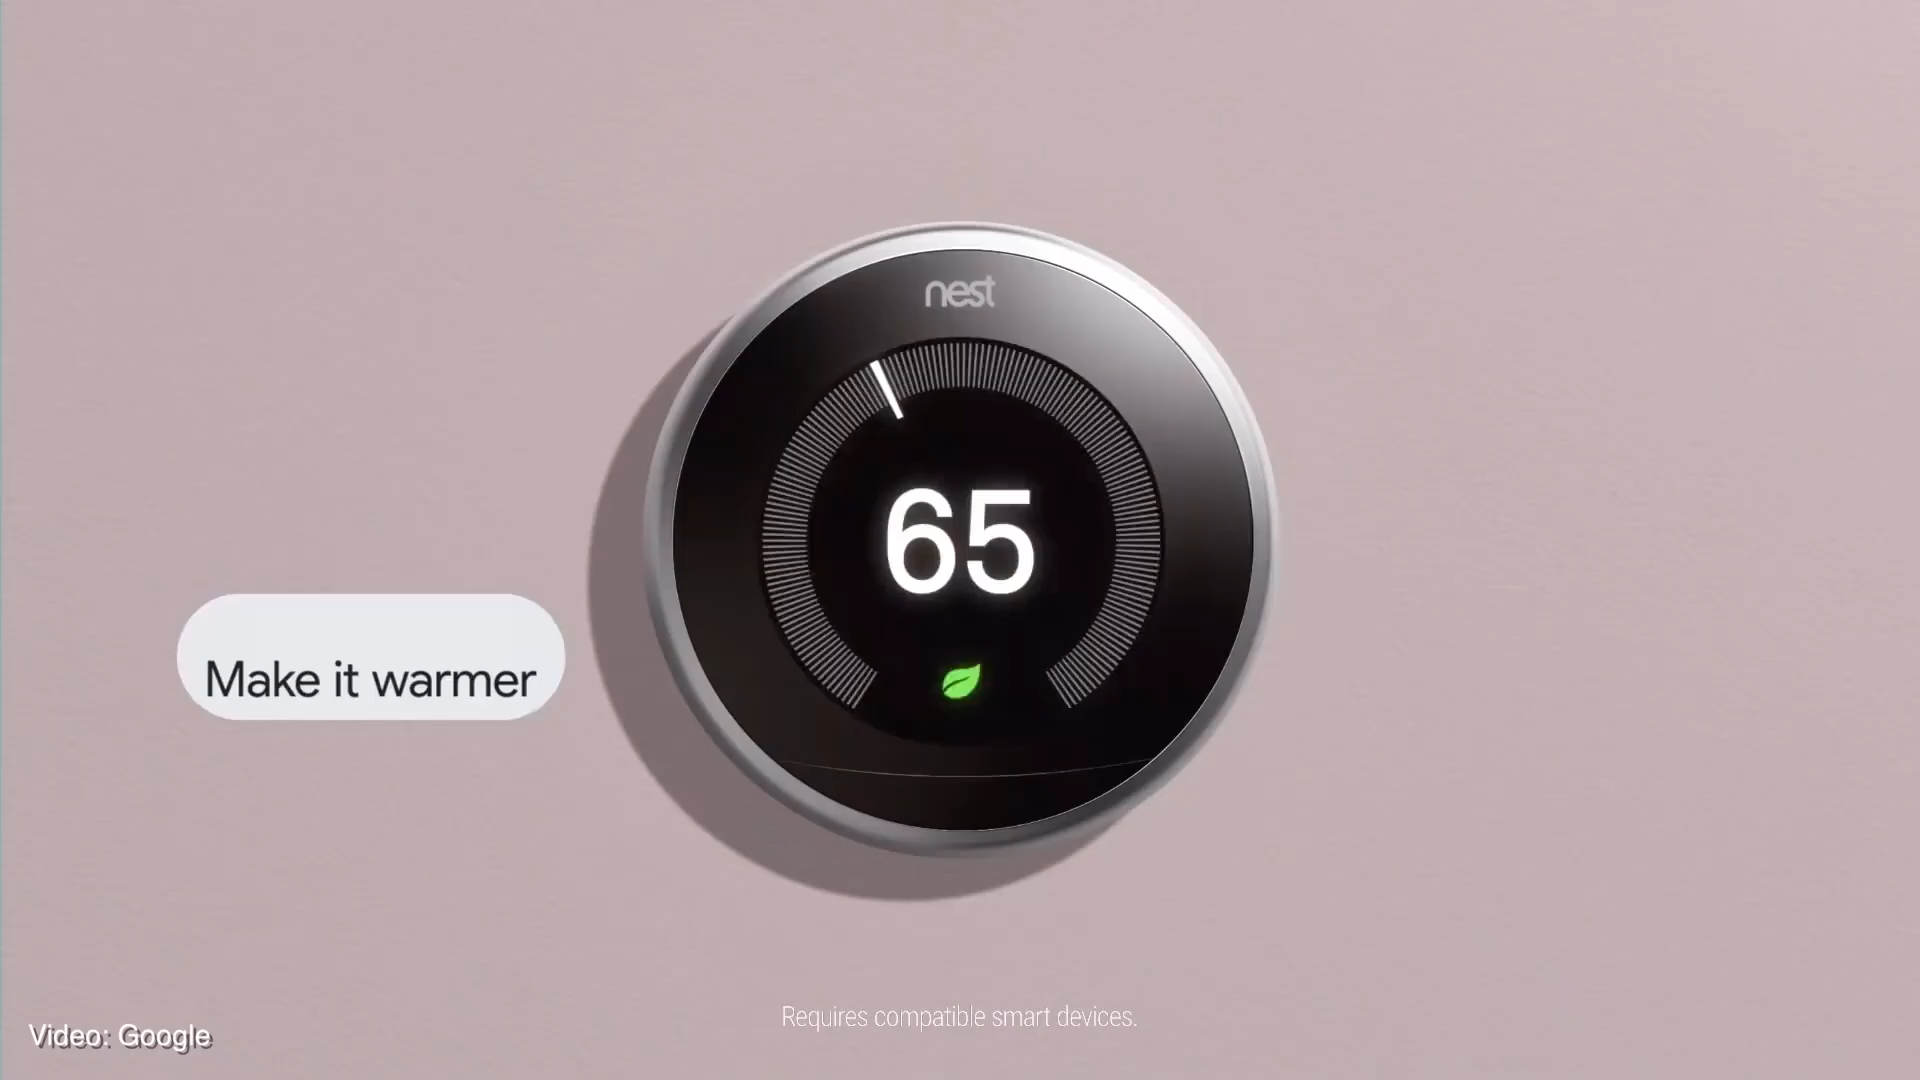 nest
65
Make it warmer
Requires compatible smart devices.
Video: Google